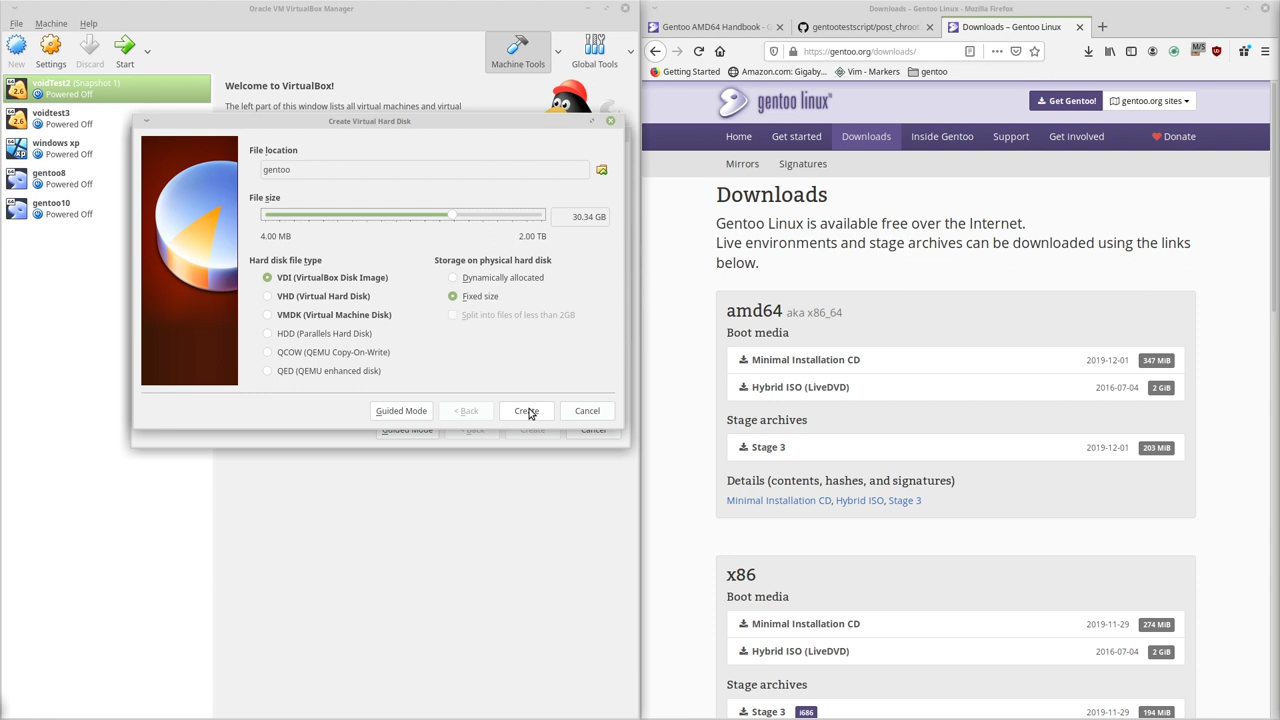 Oracle VM VirtualBox Manager
File Machine Help
New Settings Discard Start
Machine Tools Global Tools
voidTest2 (Snapshot 1)
Powered Off
voidtest3
Powered Off
windows xp
Powered Off
gentoo8
Powered Off
gentoo10
Powered Off
Welcome to VirtualBox!
The left part of this window lists all virtual machines and virtual
Create Virtual Hard Disk
File location
gentoo
File size
30.34 GB
4.00 MB 2.00 TB
Hard disk file type
VDI (VirtualBox Disk Image)
VHD (Virtual Hard Disk)
VMDK (Virtual Machine Disk)
HDD (Parallels Hard Disk)
QCOW (QEMU Copy-On-Write)
QED (QEMU enhanced disk)
Storage on physical hard disk
Dynamically allocated
Fixed size
Split into files of less than 2GB
Guided Mode < Back Create Cancel
Guided Mode < Back Create Cancel
Downloads – Gentoo Linux - Mozilla Firefox
Gentoo AMD64 Handbook - G
gentootestscript/post_chroot
Downloads – Gentoo Linux
https://gentoo.org/downloads/
Getting Started Amazon.com: Gigaby... Vim - Markers gentoo
gentoo linux
Get Gentoo! gentoo.org sites
Home Get started Downloads Inside Gentoo Support Get Involved Donate
Mirrors Signatures
Downloads
Gentoo Linux is available free over the Internet.
Live environments and stage archives can be downloaded using the links
below.
amd64 aka x86_64
Boot media
Minimal Installation CD 2019-12-01 347 MiB
Hybrid ISO (LiveDVD) 2016-07-04 2 GiB
Stage archives
Stage 3 2019-12-01 203 MiB
Details (contents, hashes, and signatures)
Minimal Installation CD, Hybrid ISO, Stage 3
x86
Boot media
Minimal Installation CD 2019-11-29 274 MiB
Hybrid ISO (LiveDVD) 2016-07-04 2 GiB
Stage archives
Stage 3 i686 2019-11-29 194 MiB